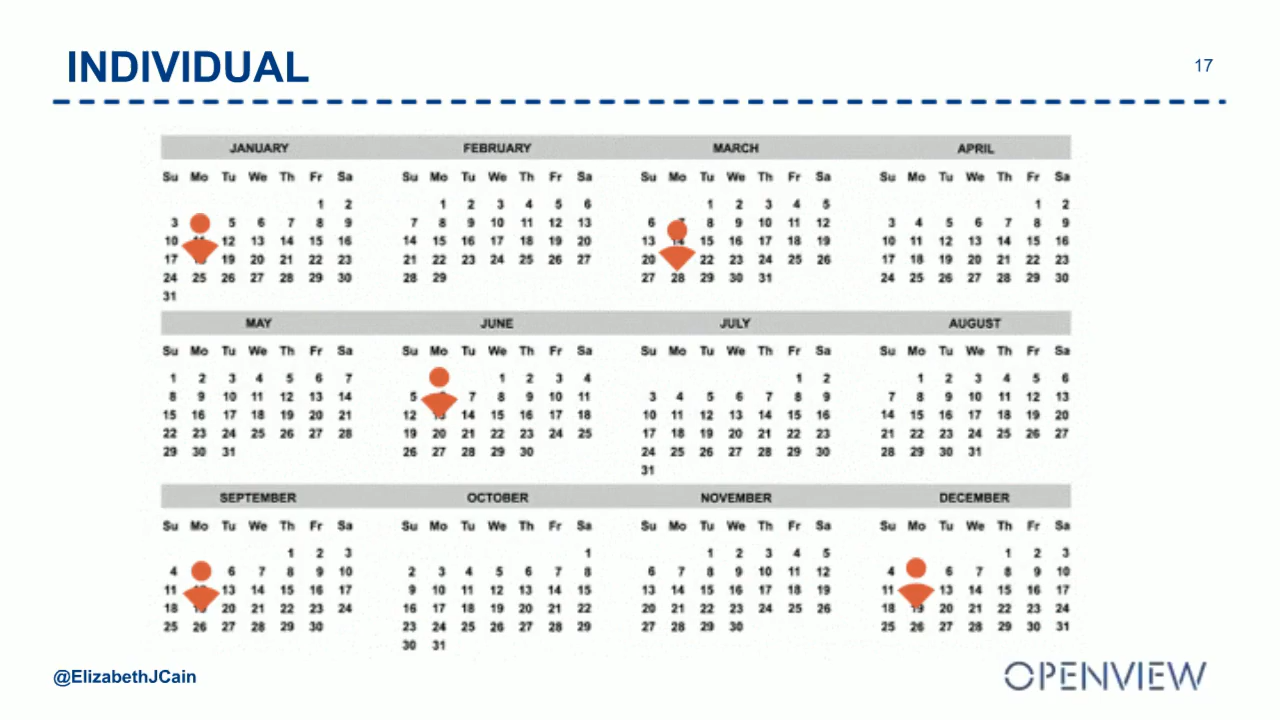 INDIVIDUAL
17
JANUARY FEBRUARY MARCH APRIL
Su Mo Tu We Th Fr Sa Su Mo Tu We Th Fr Sa Su Mo Tu We Th Fr Sa Su Mo Tu We Th Fr Sa
1 2 1 2 3 4 5 6 1 2 3 4 5 1 2
3 5 6 7 8 9 7 8 9 10 11 12 13 6 8 9 10 11 12 3 4 5 6 7 8 9
10 12 13 14 15 16 14 15 16 17 18 19 20 13 14 15 16 17 18 19 10 11 12 13 14 15 16
17 19 20 21 22 23 21 22 23 24 25 26 27 20 22 23 24 25 26 17 18 19 20 21 22 23
24 25 26 27 28 29 30 28 29 27 28 29 30 31 24 25 26 27 28 29 30
31
MAY JUNE JULY AUGUST
Su Mo Tu We Th Fr Sa Su Mo Tu We Th Fr Sa Su Mo Tu We Th Fr Sa Su Mo Tu We Th Fr Sa
1 2 3 4 5 6 7 1 2 3 4 1 2 1 2 3 4 5 6
8 9 10 11 12 13 14 5 7 8 9 10 11 3 4 5 6 7 8 9 7 8 9 10 11 12 13
15 16 17 18 19 20 21 12 13 14 15 16 17 18 10 11 12 13 14 15 16 14 15 16 17 18 19 20
22 23 24 25 26 27 28 19 20 21 22 23 24 25 17 18 19 20 21 22 23 21 22 23 24 25 26 27
29 30 31 26 27 28 29 30 24 25 26 27 28 29 30 28 29 30 31
31
SEPTEMBER OCTOBER NOVEMBER DECEMBER
Su Mo Tu We Th Fr Sa Su Mo Tu We Th Fr Sa Su Mo Tu We Th Fr Sa Su Mo Tu We Th Fr Sa
1 2 3 1 1 2 3 4 5 1 2 3
4 6 7 8 9 10 2 3 4 5 6 7 8 6 7 8 9 10 11 12 4 6 7 8 9 10
11 13 14 15 16 17 9 10 11 12 13 14 15 13 14 15 16 17 18 19 11 13 14 15 16 17
18 19 20 21 22 23 24 16 17 18 19 20 21 22 20 21 22 23 24 25 26 18 19 20 21 22 23 24
25 26 27 28 29 30 23 24 25 26 27 28 29 27 28 29 30 25 26 27 28 29 30 31
30 31
@ElizabethJCain
OPENVIEW